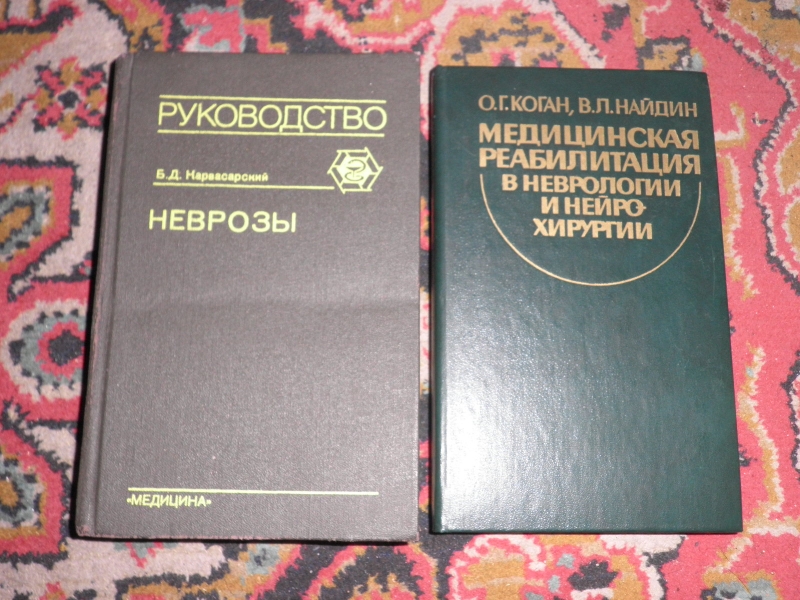 РУКОВОДСТВО
Б.Д. Карвасарский
НЕВРОЗЫ
«МЕДИЦИНА»
О.Г. КОГАН, В.Л. НАЙДИН
МЕДИЦИНСКАЯ
РЕАБИЛИТАЦИЯ
В НЕВРОЛОГИИ
И НЕЙРО-
ХИРУРГИИ